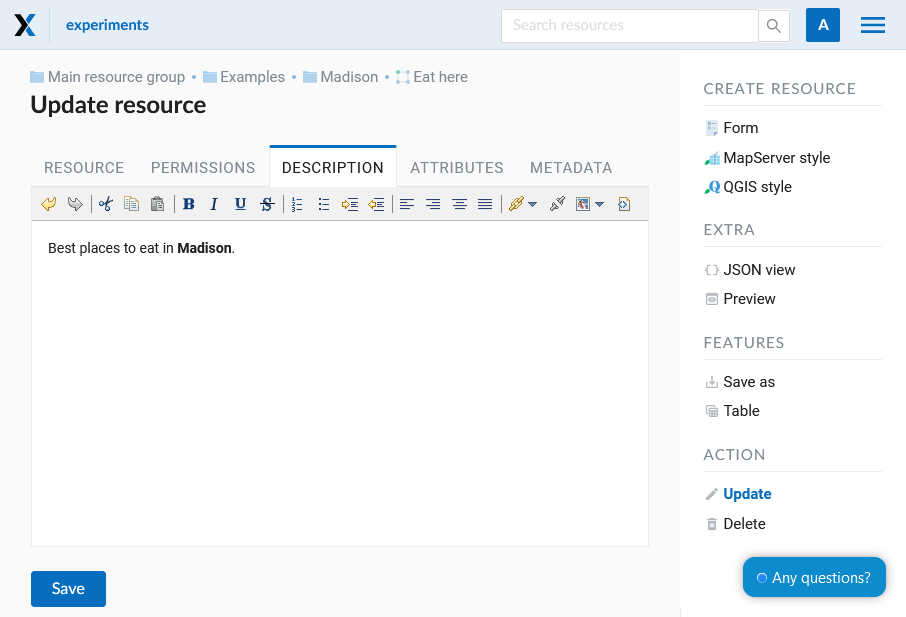 experiments
Search resources
A
Main resource group • Examples • Madison • Eat here
Update resource
RESOURCE PERMISSIONS DESCRIPTION ATTRIBUTES METADATA
B I U S
Best places to eat in Madison.
Save
CREATE RESOURCE
Form
MapServer style
QGIS style
EXTRA
JSON view
Preview
FEATURES
Save as
Table
ACTION
Update
Delete
Any questions?